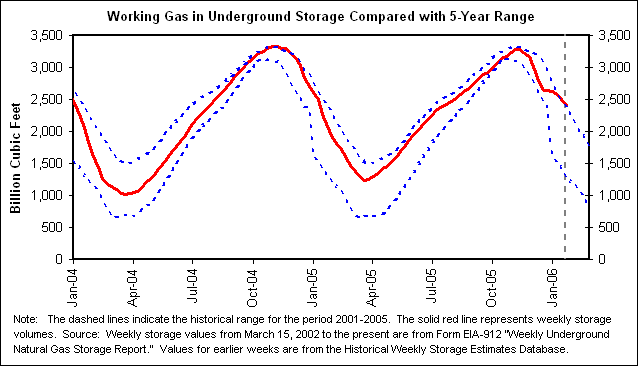 Working Gas in Underground Storage Compared with 5-Year Range
Billion Cubic Feet
3,500
3,000
2,500
2,000
1,500
1,000
500
0
3,500
3,000
2,500
2,000
1,500
1,000
500
0
Jan-04
Apr-04
Jul-04
Oct-04
Jan-05
Apr-05
Jul-05
Oct-05
Jan-06
Note: The dashed lines indicate the historical range for the period 2001-2005. The solid red line represents weekly storage
volumes. Source: Weekly storage values from March 15, 2002 to the present are from Form EIA-912 "Weekly Underground
Natural Gas Storage Report." Values for earlier weeks are from the Historical Weekly Storage Estimates Database.